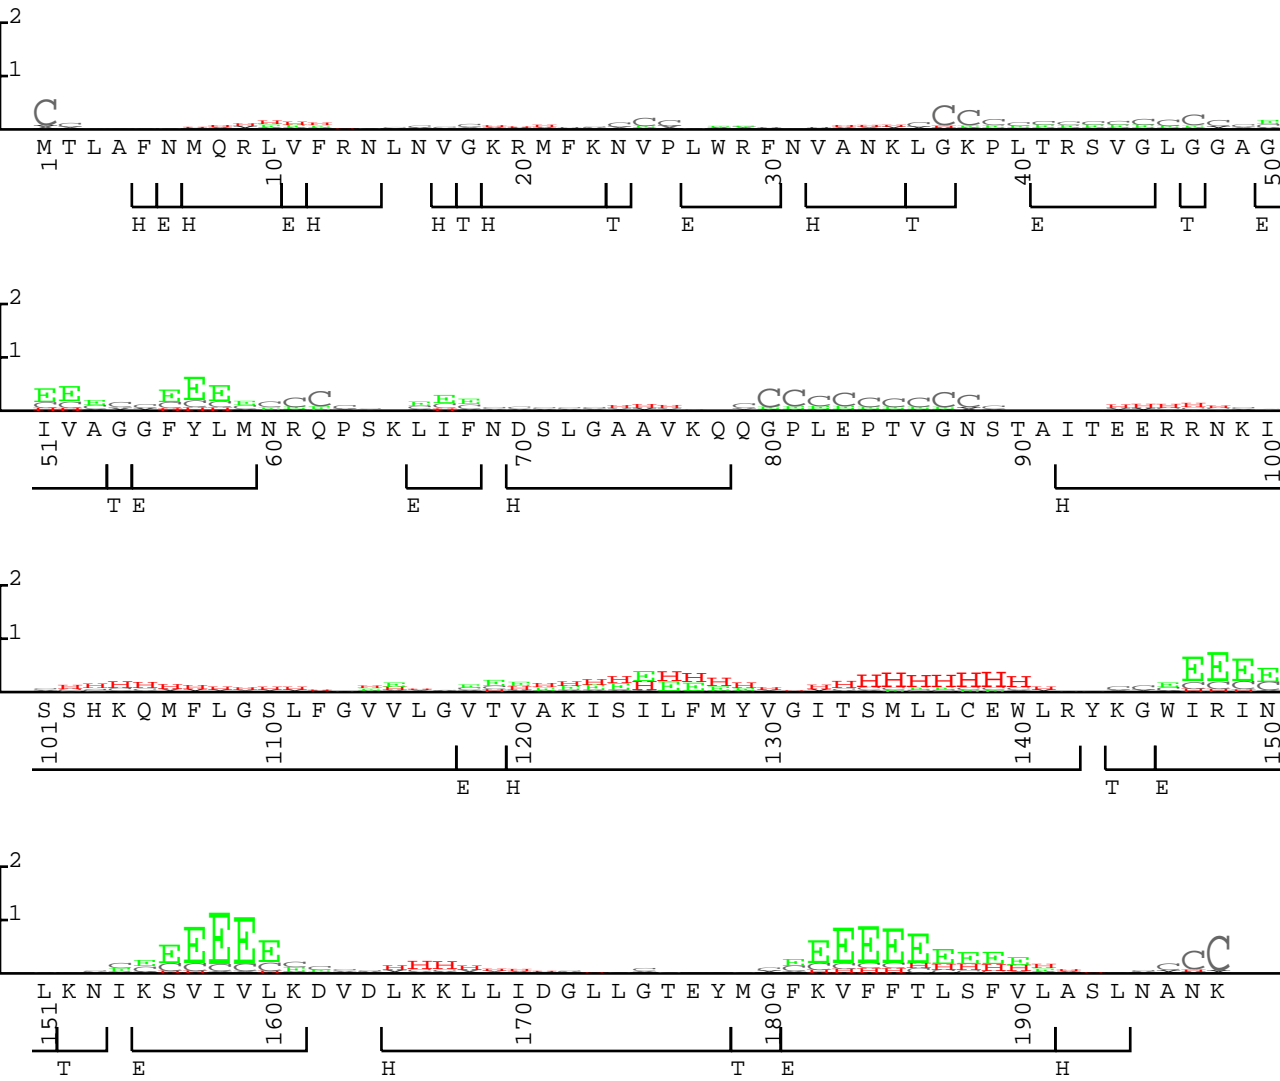 2
1
C
M T L A F N M Q R L V F R N L N V G K R M F K N V P L W R F N V A N K L G K P L T R S V G L G G A G
1 10 20 30 40 50
H E H E H H T H T E H T E T E
2
1
E E E E E C C C C C C C C C
I V A G G F Y L M N R Q P S K L I F N D S L G A A V K Q Q G P L E P T V G N S T A I T E E R R N K I
51 60 70 80 90 100
T E E H H
2
1
H H H H H H H E E E E
S S H K Q M F L G S L F G V V L G V T V A K I S I L F M Y V G I T S M L L C E W L R Y K G W I R I N
101 110 120 130 140 150
E H T E
2
1
E E E E E E E E E E C C
L K N I K S V I V L K D V D L K K L L I D G L L G T E Y M G F K V F F T L S F V L A S L N A N K
151 160 170 180 190
T E H T E H